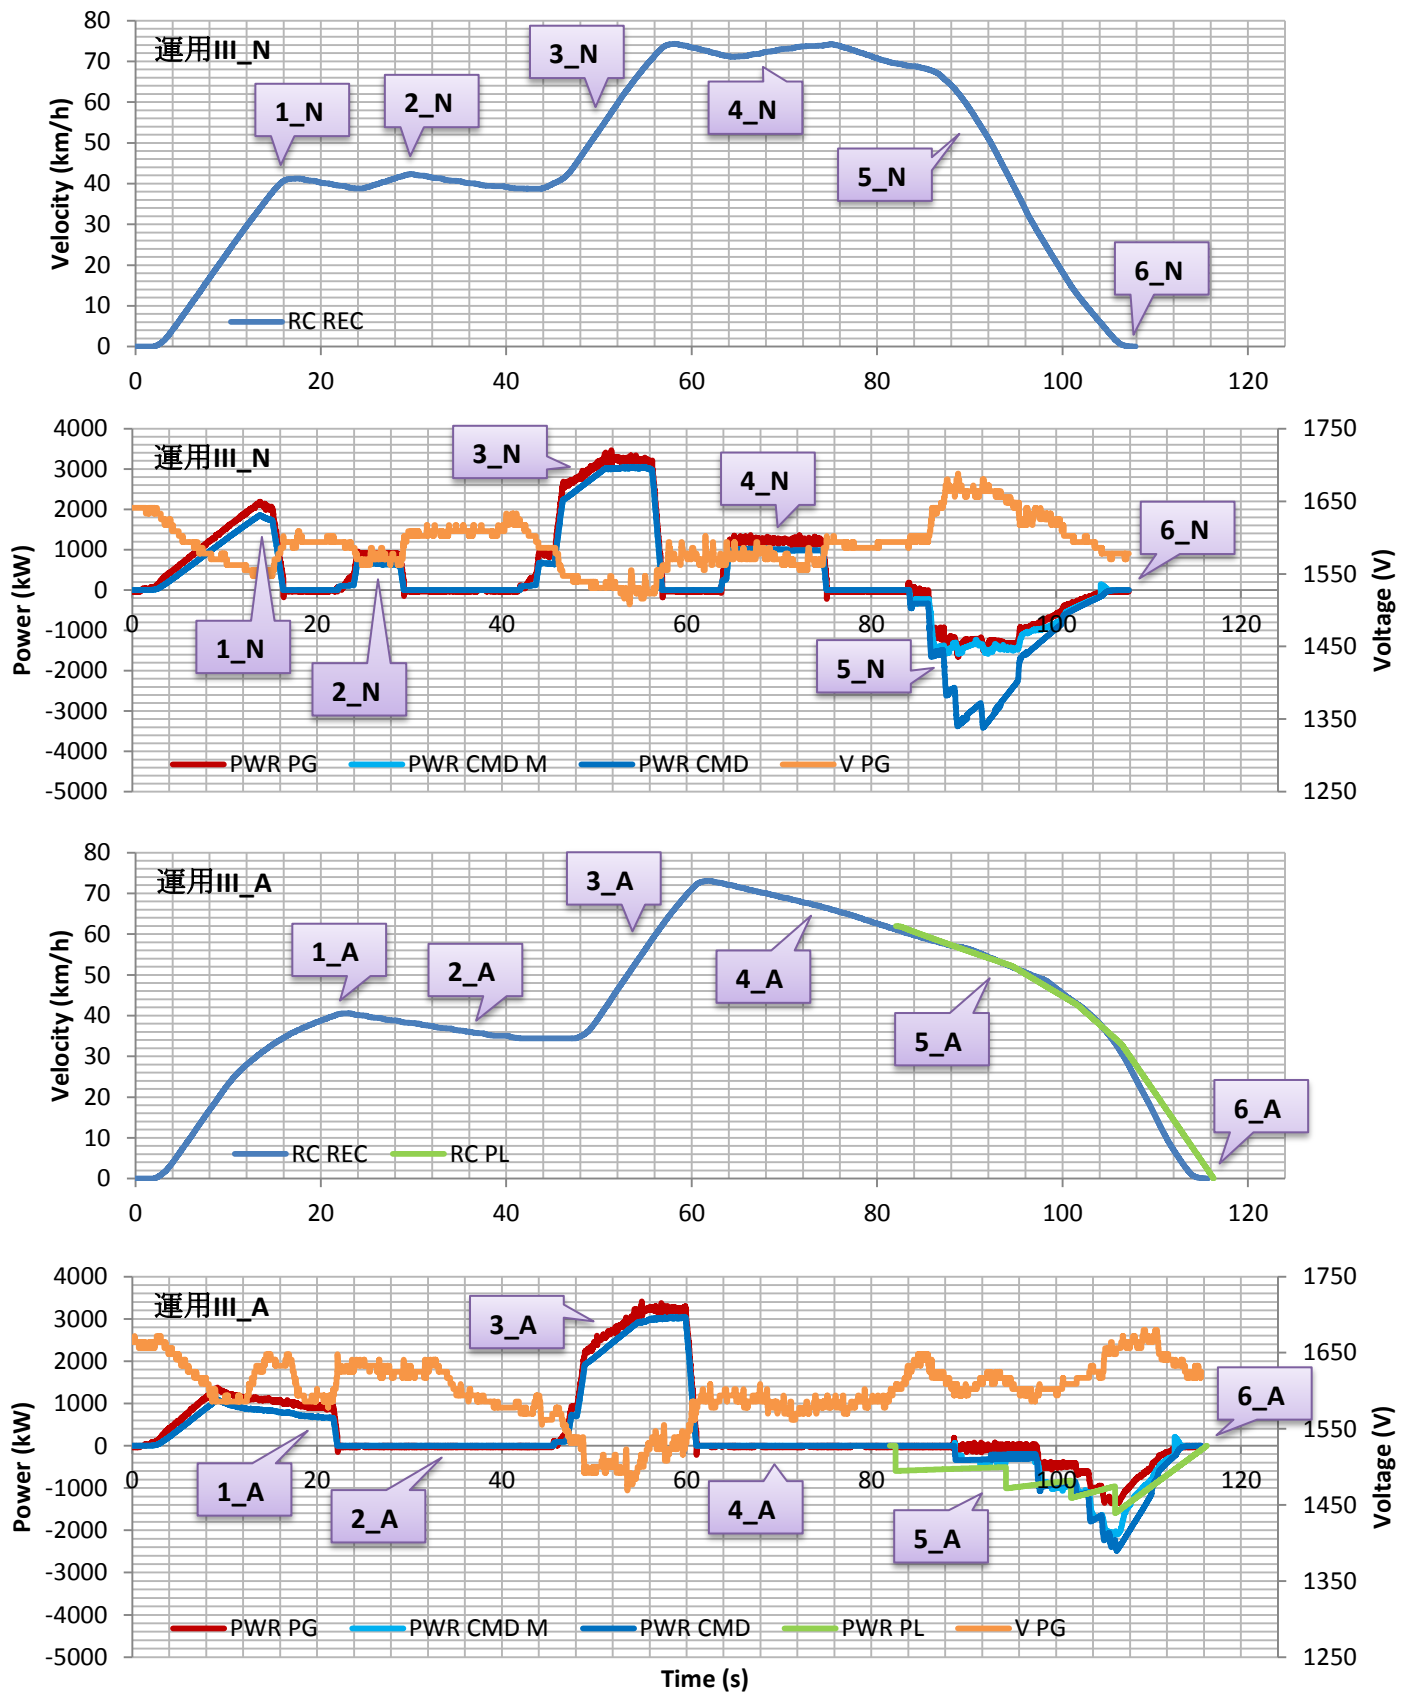 80
70
60
50
40
30
20
10
0
Velocity (km/h)
運用III_N
1_N
2_N
3_N
4_N
5_N
6_N
RC REC
0 20 40 60 80 100 120
4000
3000
2000
1000
0
-1000
-2000
-3000
-4000
-5000
Power (kW)
運用III_N
1_N
2_N
3_N
4_N
5_N
6_N
0 20 40 60 80 100 120
PWR PG PWR CMD M PWR CMD V PG
1750
1650
1550
1450
1350
1250
Voltage (V)
80
70
60
50
40
30
20
10
0
Velocity (km/h)
運用III_A
1_A
2_A
3_A
4_A
5_A
6_A
RC REC RC PL
0 20 40 60 80 100 120
4000
3000
2000
1000
0
-1000
-2000
-3000
-4000
-5000
Power (kW)
運用III_A
1_A
2_A
3_A
4_A
5_A
6_A
0 20 40 60 80 100 120
PWR PG PWR CMD M PWR CMD PWR PL V PG
1750
1650
1550
1450
1350
1250
Voltage (V)
Time (s)